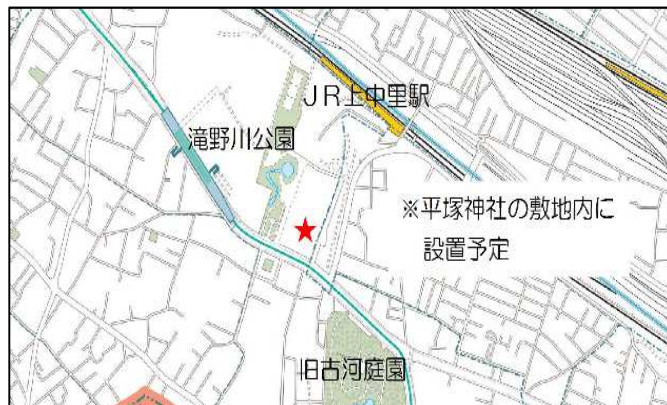 JR上中里駅
滝野川公園
※平塚神社の敷地内に
設置予定
旧古河庭園